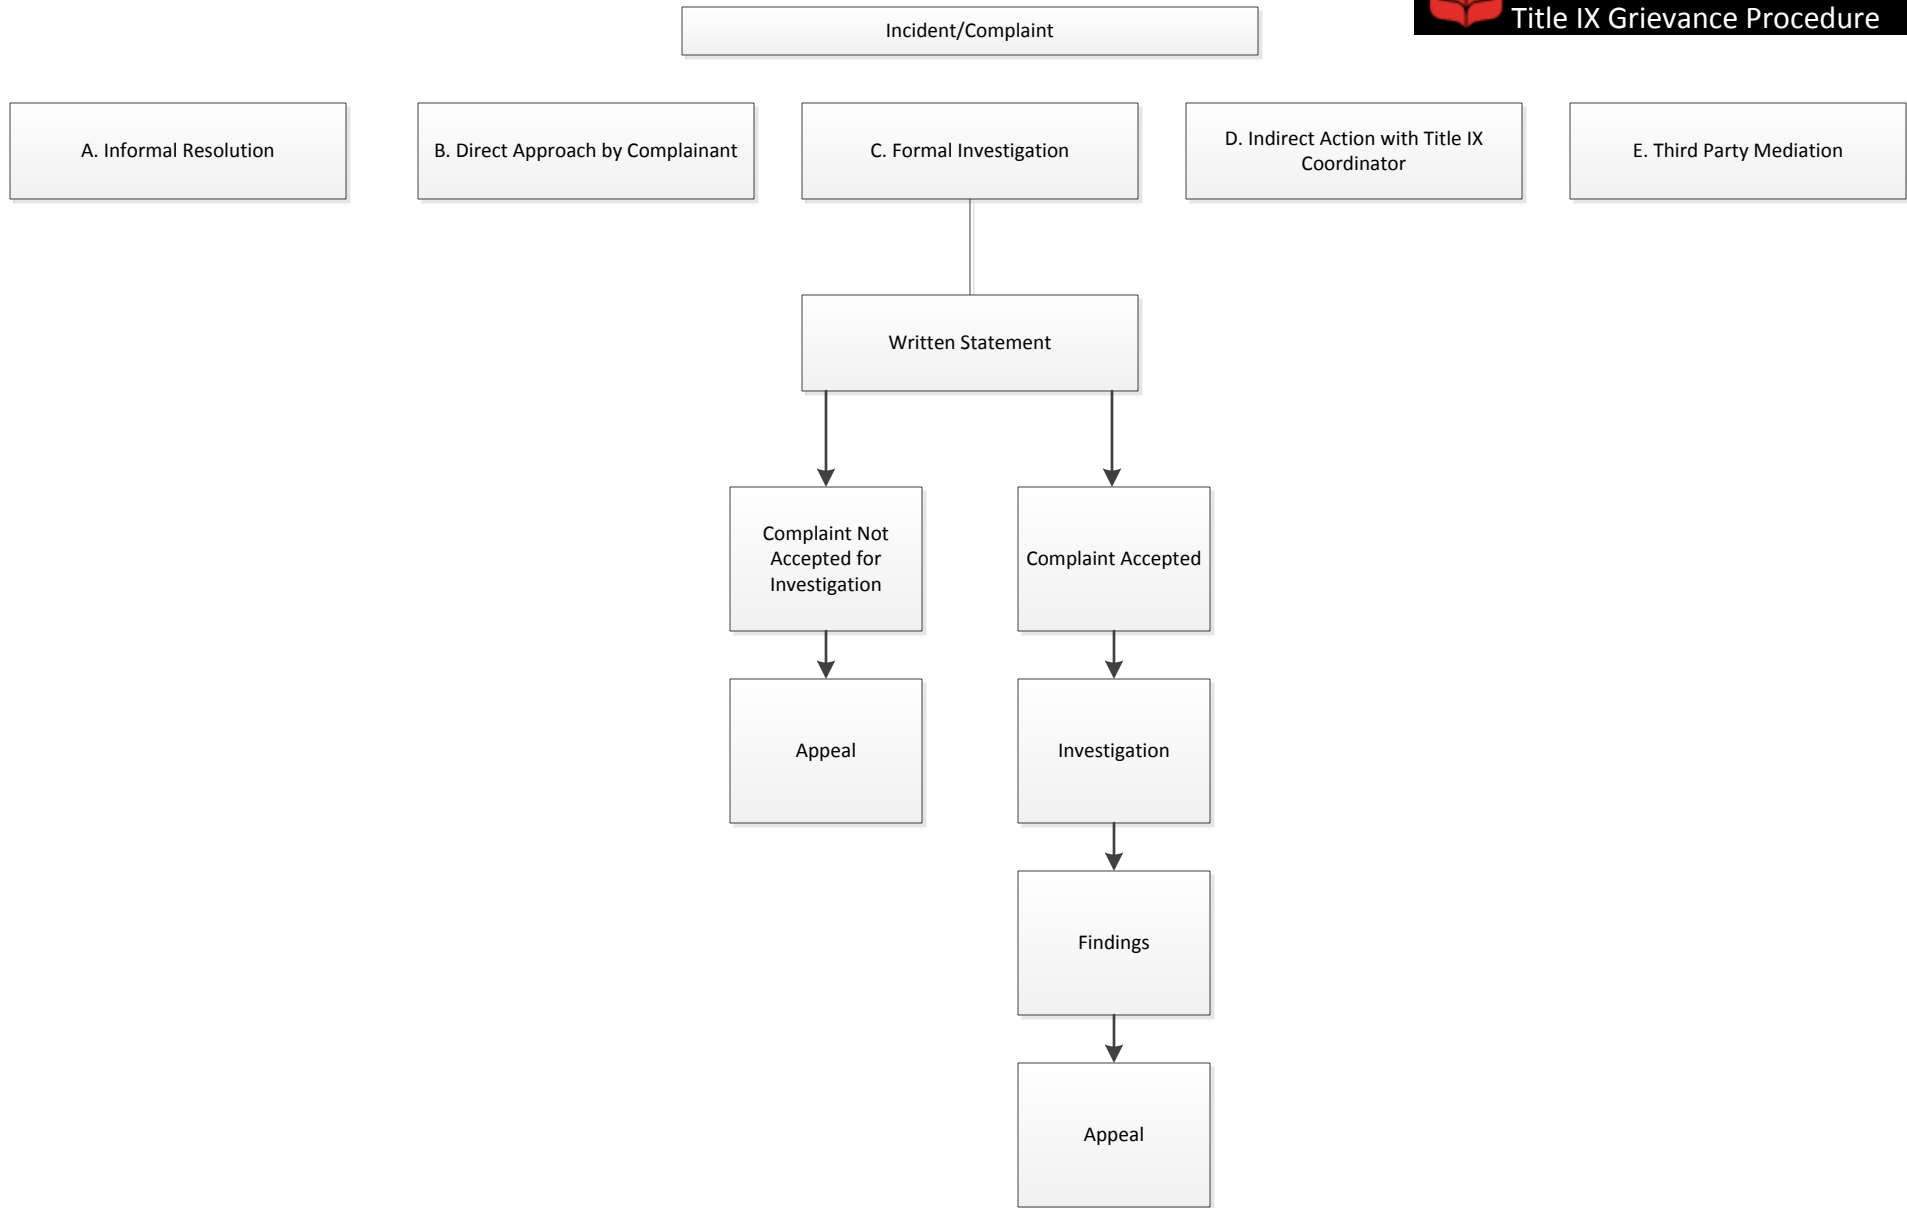 Title IX Grievance Procedure
Incident/Complaint
A. Informal Resolution
B. Direct Approach by Complainant
C. Formal Investigation
D. Indirect Action with Title IX
Coordinator
E. Third Party Mediation
Written Statement
Complaint Not
Accepted for
Investigation
Complaint Accepted
Appeal
Investigation
Findings
Appeal